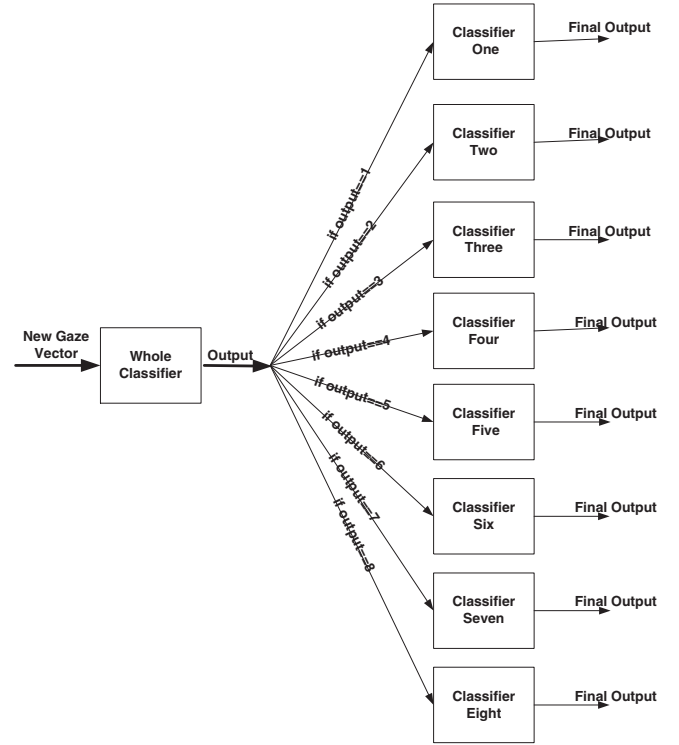 Classifier
One
Final Output
if output==1
Classifier
Two
Final Output
if output==2
Classifier
Three
Final Output
if output==3
New Gaze
Vector
Whole
Classifier
Output
if output==4
Classifier
Four
Final Output
if output==5
Classifier
Five
Final Output
if output==6
Classifier
Six
Final Output
if output==7
Classifier
Seven
Final Output
if output==8
Classifier
Eight
Final Output